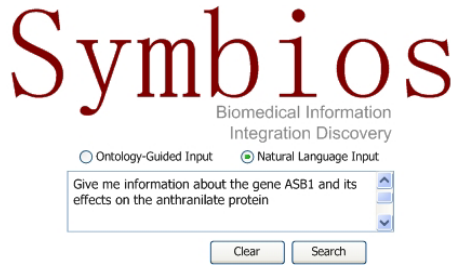 Symbios
Biomedical Information
Integration Discovery
Ontology-Guided Input Natural Language Input
Give me information about the gene ASB1 and its
effects on the anthranilate protein
Clear Search